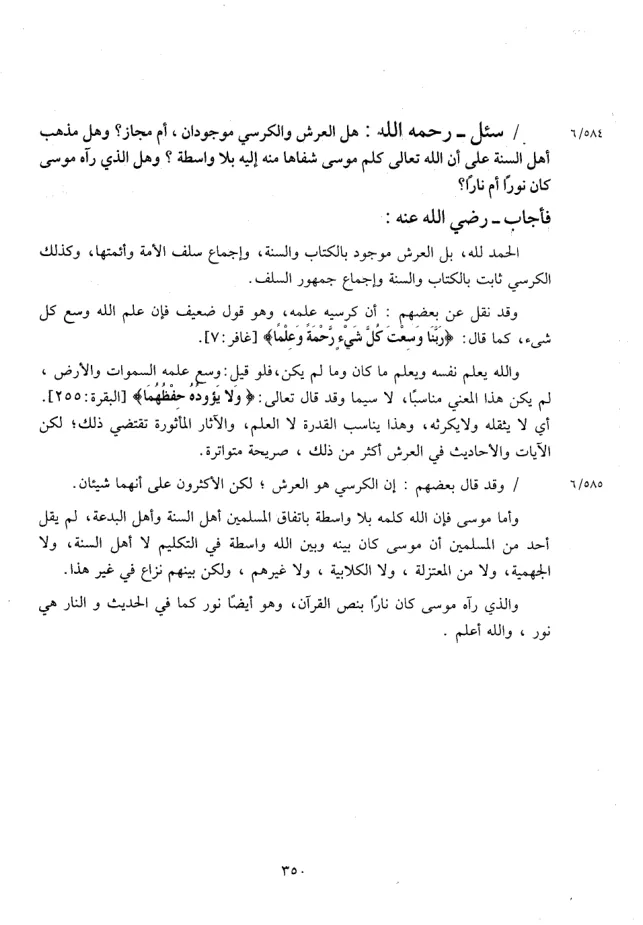 ٦/٥٨٤ / سئل ـ رحمه الله : هل العرش والكرسي موجودان ، أم مجاز؟ وهل مذهب
أهل السنة على أن الله تعالى كلم موسى شفاها منه إليه بلا واسطة ؟ وهل الذي رآه موسى
كان نورًا أم نارًا؟
فأجاب ـ رضي الله عنه :
الحمد لله، بل العرش موجود بالكتاب والسنة، وإجماع سلف الأمة وأئمتها، وكذلك
الكرسي ثابت بالكتاب والسنة وإجماع جمهور السلف.
وقد نقل عن بعضهم : أن كرسيه علمه، وهو قول ضعيف فإن علم الله وسع كل
شىء، كما قال: ﴿رَبَّنَا وَسِعْتَ كُلَّ شَيْءٍ رَّحْمَةً وَعِلْمًا﴾ [غافر:٧].
والله يعلم نفسه ويعلم ما كان وما لم يكن،فلو قيل:وسع علمه السموات والأرض ،
لم يكن هذا المعني مناسبًا، لا سيما وقد قال تعالى:﴿ وَلَا يَؤُودُهُ حِفْظُهُمَا﴾ [البقرة:٢٥٥].
أي لا يثقله ولايكرثه، وهذا يناسب القدرة لا العلم، والآثار المأثورة تقتضي ذلك؛ لكن
الآيات والأحاديث في العرش أكثر من ذلك ، صريحة متواترة.
٦/٥٨٥ / وقد قال بعضهم : إن الكرسي هو العرش ؛ لكن الأكثرون على أنهما شيئان.
وأما موسى فإن الله كلمه بلا واسطة بأتفاق المسلمين أهل السنة وأهل البدعة، لم يقل
أحد من المسلمين أن موسى كان بينه وبين الله واسطة في التكليم لا أهل السنة، ولا
الجهمية، ولا من المعتزلة ، ولا الكلابية ، ولا غيرهم ، ولكن بينهم نزاع في غير هذا.
والذي رآه موسى كان نارًا بنص القرآن، وهو أيضًا نور كما في الحديث و النار هي
نور ، والله أعلم .
٣٥٠